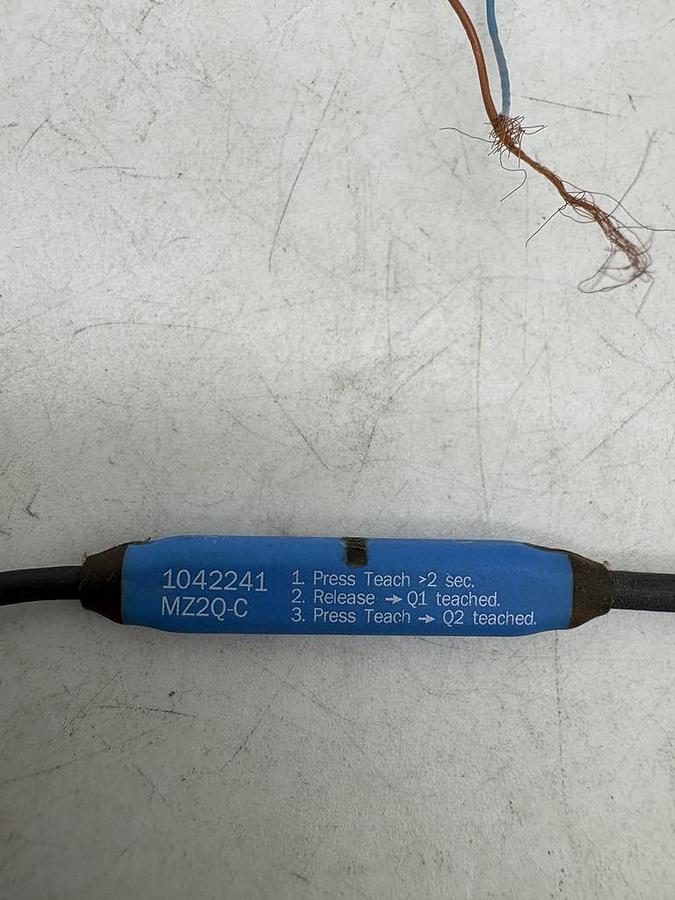 1042241
MZ2Q-C
1. Press Teach >2 sec.
2. Release → Q1 teached.
3. Press Teach → Q2 teached.